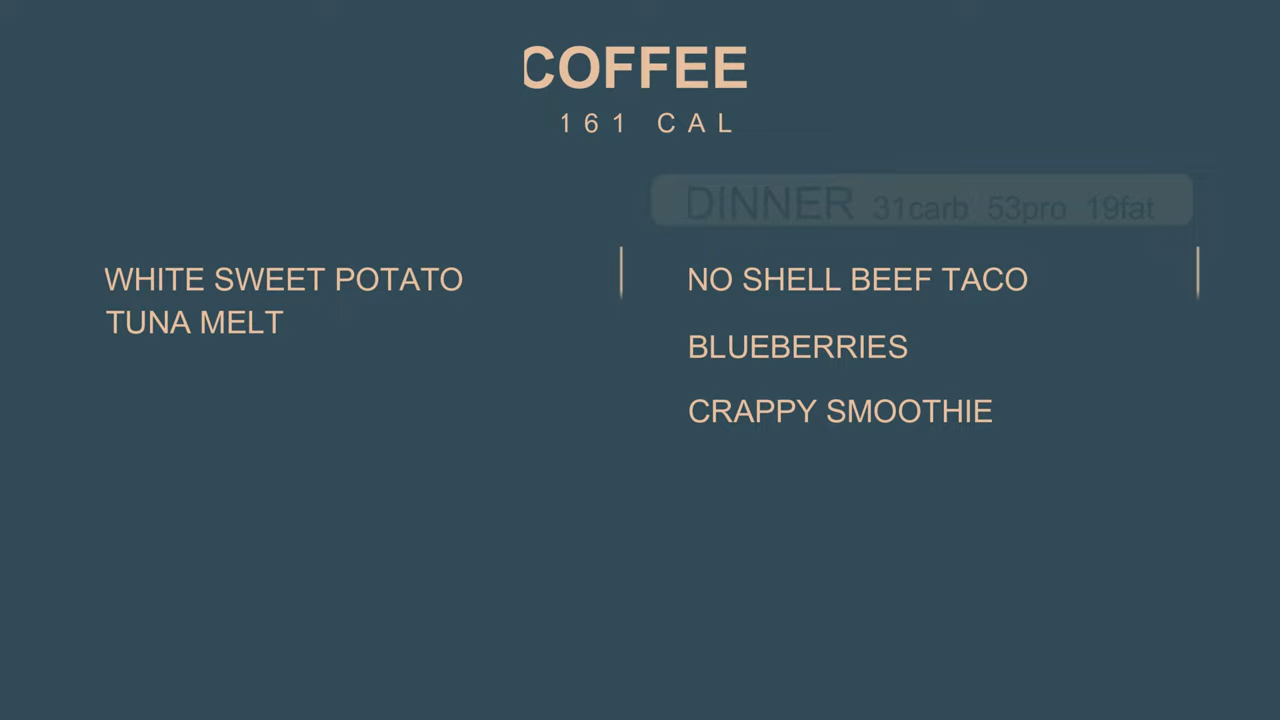 COFFEE
161 CAL
DINNER 31carb 53pro 19fat
WHITE SWEET POTATO
TUNA MELT
NO SHELL BEEF TACO
BLUEBERRIES
CRAPPY SMOOTHIE